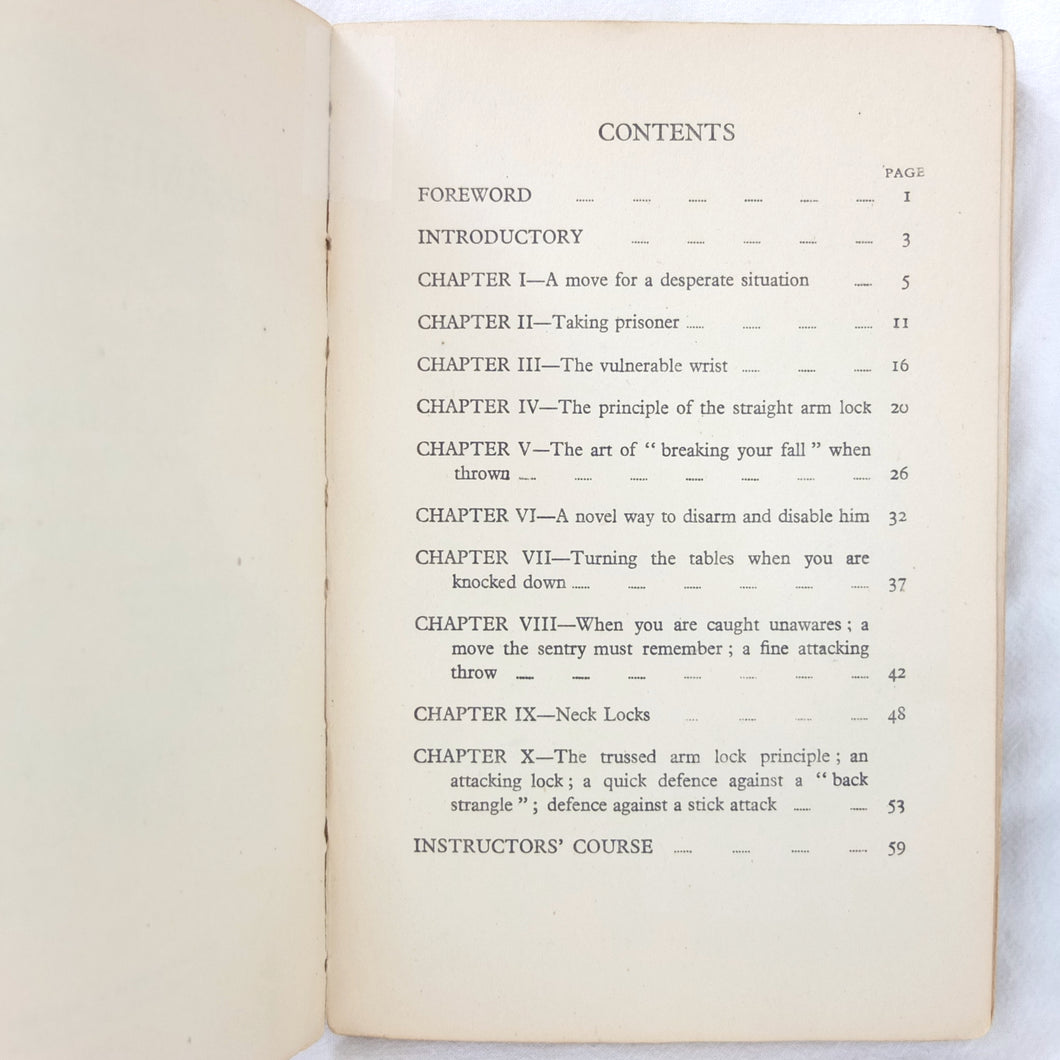 CONTENTS
PAGE
FOREWORD ...... ...... ...... ...... ...... ...... 1
INTRODUCTORY ...... ...... ...... ...... ...... 3
CHAPTER I—A move for a desperate situation ...... 5
CHAPTER II—Taking prisoner ...... ...... ...... ...... 11
CHAPTER III—The vulnerable wrist ...... ...... ...... 16
CHAPTER IV—The principle of the straight arm lock 20
CHAPTER V—The art of “ breaking your fall ” when
thrown ...... ...... ...... ...... ...... ...... ...... 26
CHAPTER VI—A novel way to disarm and disable him 32
CHAPTER VII—Turning the tables when you are
knocked down ...... ...... ...... ...... ...... ...... 37
CHAPTER VIII—When you are caught unawares ; a
move the sentry must remember ; a fine attacking
throw ...... ...... ...... ...... ...... ...... ...... 42
CHAPTER IX—Neck Locks ...... ...... ...... ...... 48
CHAPTER X—The trussed arm lock principle ; an
attacking lock ; a quick defence against a “ back
strangle ” ; defence against a stick attack ...... ...... 53
INSTRUCTORS’ COURSE ...... ...... ...... ...... 59